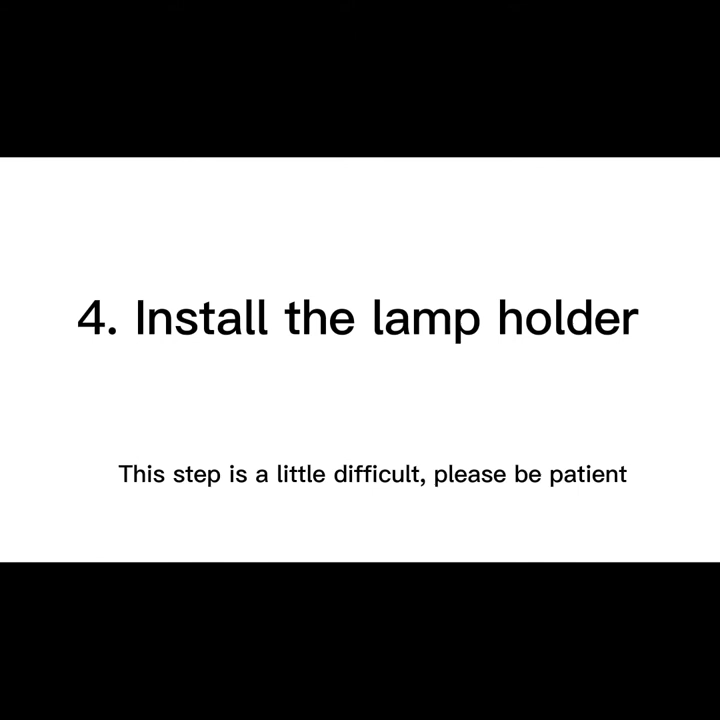 4. Install the lamp holder
This step is a little difficult, please be patient